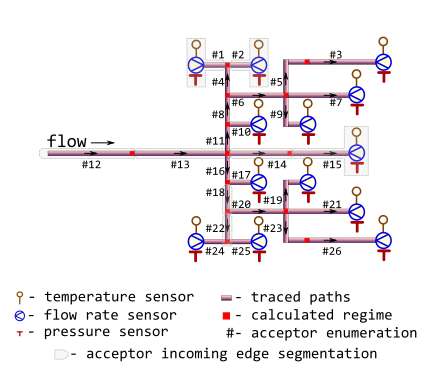 #1 #2 #3
#4 #5
#6 #7
#8 #9
#10
flow #11
#12 #13 #14 #15
#16 #17
#18 #19
#20 #21
#22 #23
#24 #25 #26
- temperature sensor - traced paths
- flow rate sensor - calculated regime
- pressure sensor #- acceptor enumeration
- acceptor incoming edge segmentation